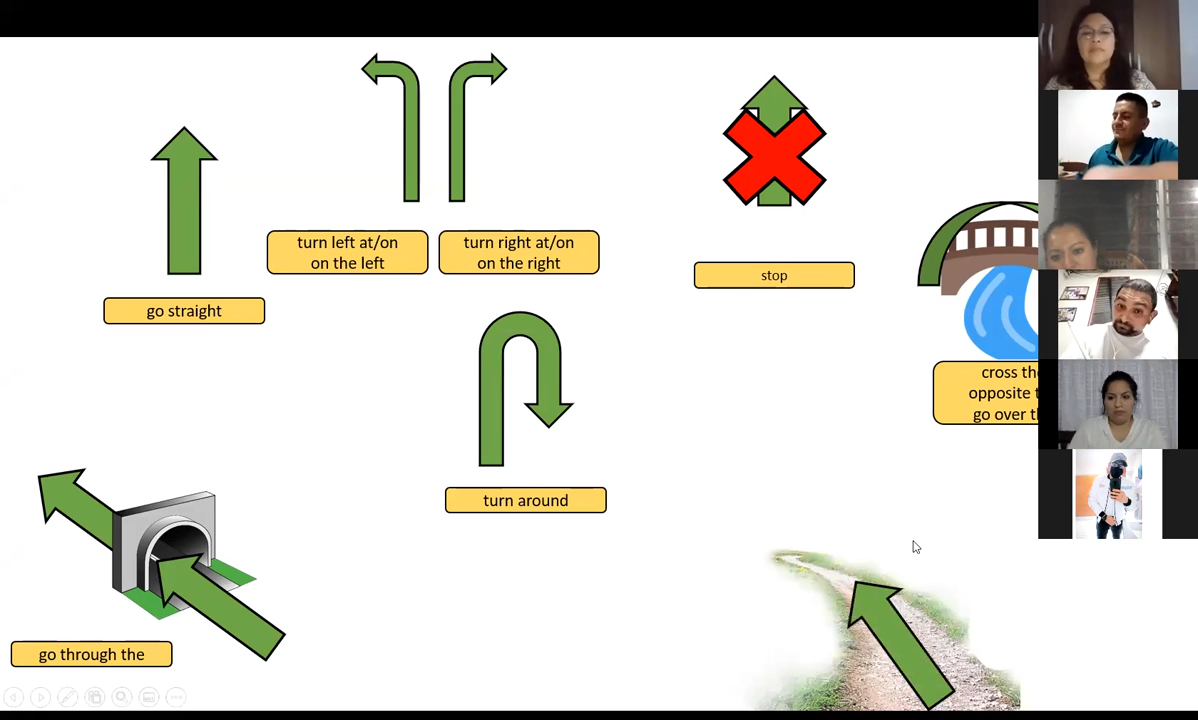 turn left at/on
on the left
turn right at/on
on the right
stop
go straight
cross
opposite
go over
turn around
go through the